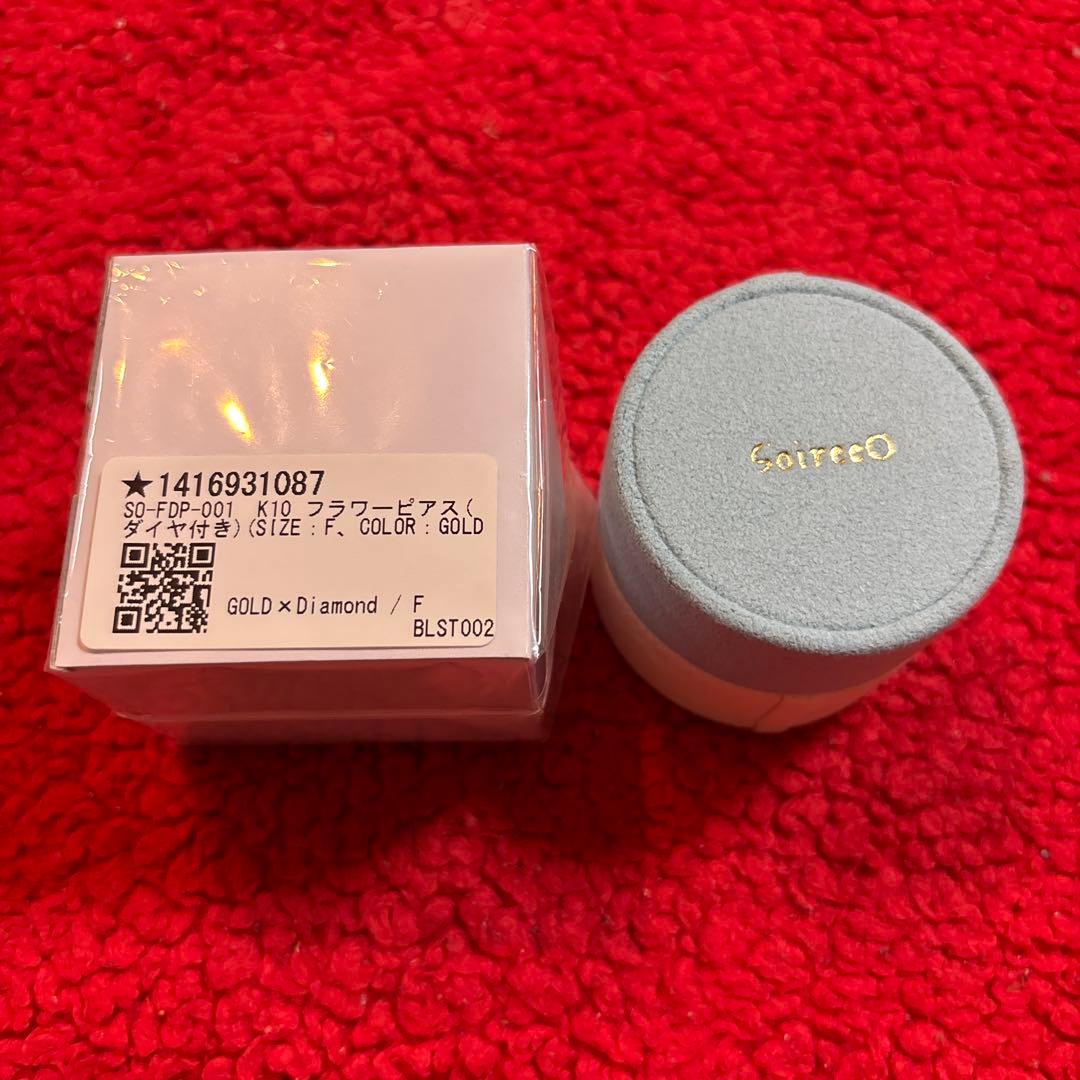 ★1416931087
SO-FDP-001 K10 フラワーピアス(
ダイヤ付き)(SIZE：F、COLOR：GOLD
GOLD×Diamond / F
BLST002
SoireeO